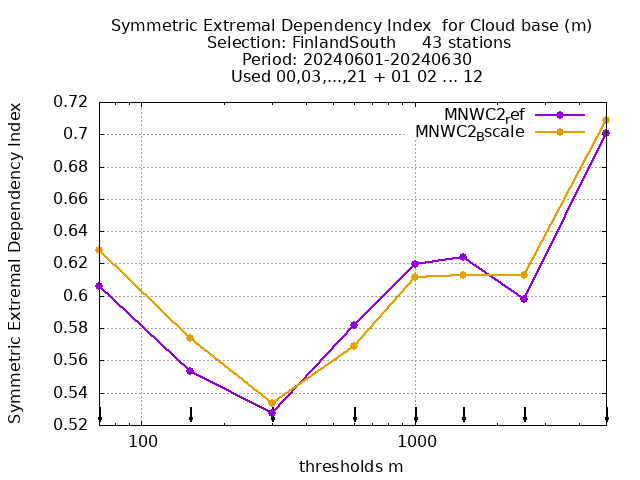 Symmetric Extremal Dependency Index  for Cloud base (m)
Selection: FinlandSouth     43 stations
Period: 20240601-20240630
Used 00,03,...,21 + 01 02 ... 12
Symmetric Extremal Dependency Index
0.72
0.7
0.68
0.66
0.64
0.62
0.6
0.58
0.56
0.54
0.52
MNWC2ref
MNWC2Bscale
100
1000
thresholds m